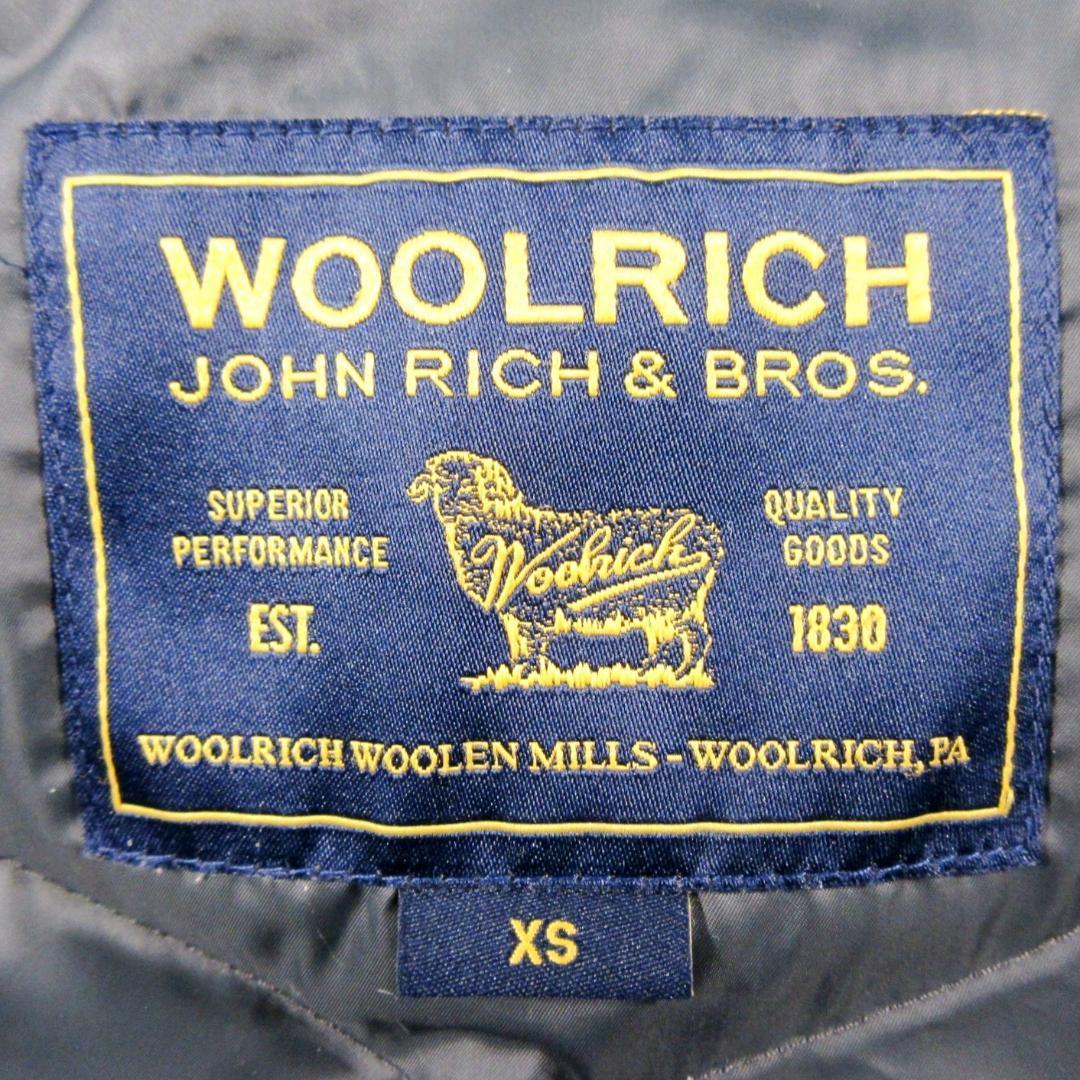 WOOLRICH
JOHN RICH & BROS.
SUPERIOR
PERFORMANCE
EST.
Woolrich
QUALITY
GOODS
1830
WOOLRICH WOOLEN MILLS - WOOLRICH, PA
XS